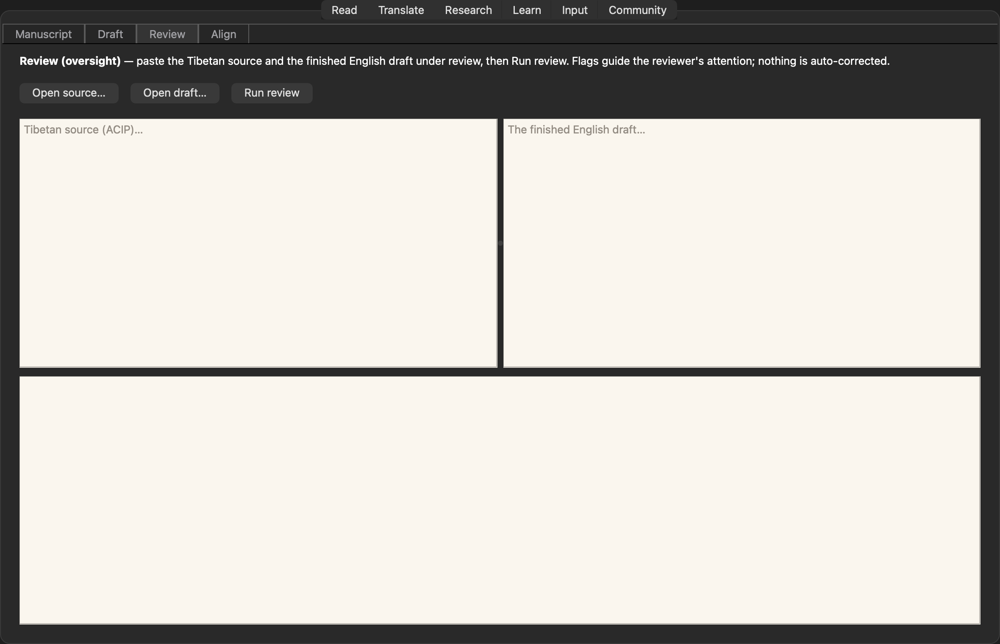 Read Translate Research Learn Input Community
Manuscript Draft Review Align
Review (oversight) — paste the Tibetan source and the finished English draft under review, then Run review. Flags guide the reviewer's attention; nothing is auto-corrected.
Open source... Open draft... Run review
Tibetan source (ACIP)...
The finished English draft...